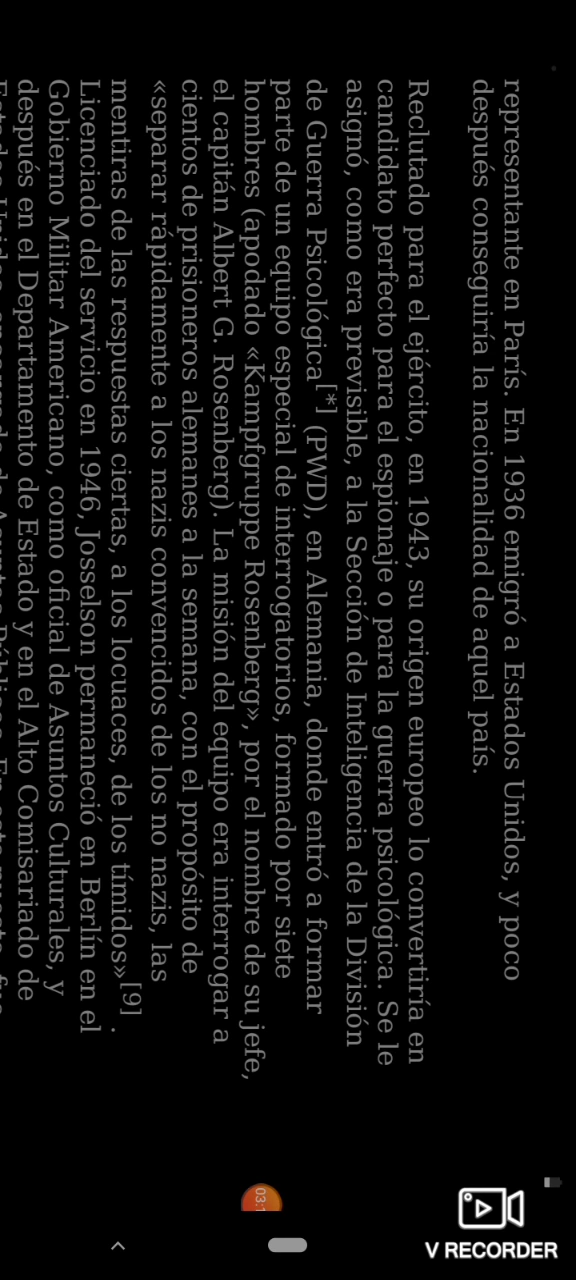 representante en París. En 1936 emigró a Estados Unidos, y poco
después conseguiría la nacionalidad de aquel país.
Reclutado para el ejército, en 1943, su origen europeo lo convertiría en
candidato perfecto para el espionaje o para la guerra psicológica. Se le
asignó, como era previsible, a la Sección de Inteligencia de la División
de Guerra Psicológica[*] (PWD), en Alemania, donde entró a formar
parte de un equipo especial de interrogatorios, formado por siete
hombres (apodado «Kampfgruppe Rosenberg», por el nombre de su jefe,
el capitán Albert G. Rosenberg). La misión del equipo era interrogar a
cientos de prisioneros alemanes a la semana, con el propósito de
«separar rápidamente a los nazis convencidos de los no nazis, las
mentiras de las respuestas ciertas, a los locuaces, de los tímidos»[9] .
Licenciado del servicio en 1946, Josselson permaneció en Berlín en el
Gobierno Militar Americano, como oficial de Asuntos Culturales, y
después en el Departamento de Estado y en el Alto Comisariado de
03:1
V RECORDER